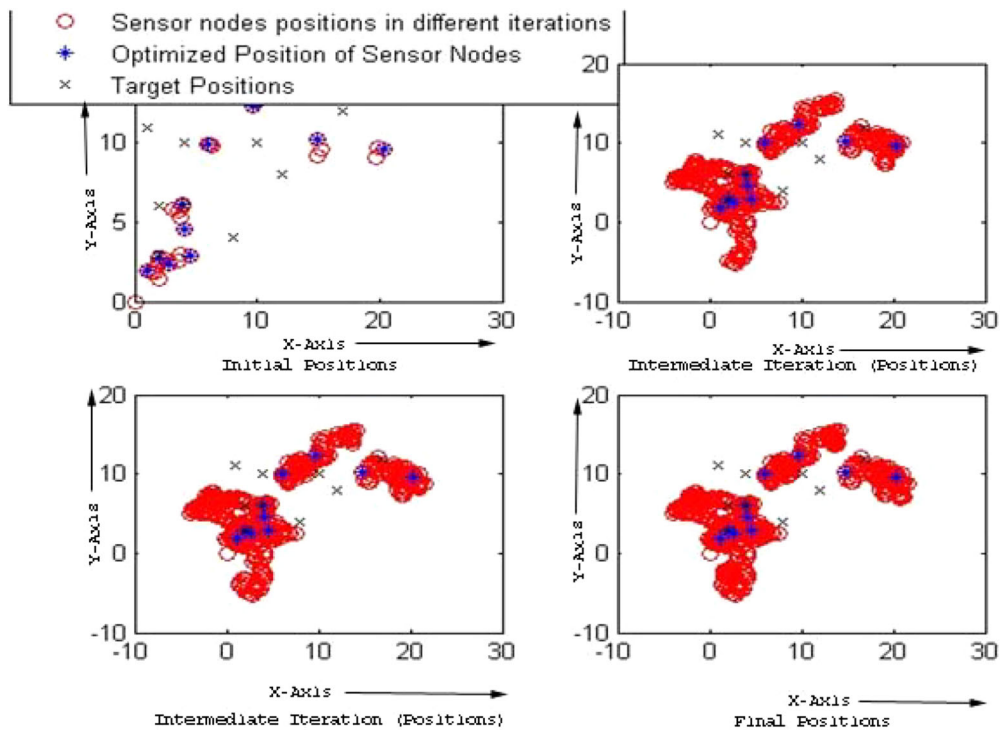 Sensor nodes positions in different iterations
Optimized Position of Sensor Nodes
Target Positions
10
5
0
0
10
20
30
Y-Axis
X-Axis
Initial Positions
20
10
0
-10
-10
0
10
20
30
Y-Axis
X-Axis
Intermediate Iteration (Positions)
20
10
0
-10
-10
0
10
20
30
Y-Axis
X-Axis
Intermediate Iteration (Positions)
20
10
0
-10
-10
0
10
20
30
Y-Axis
X-Axis
Final Positions